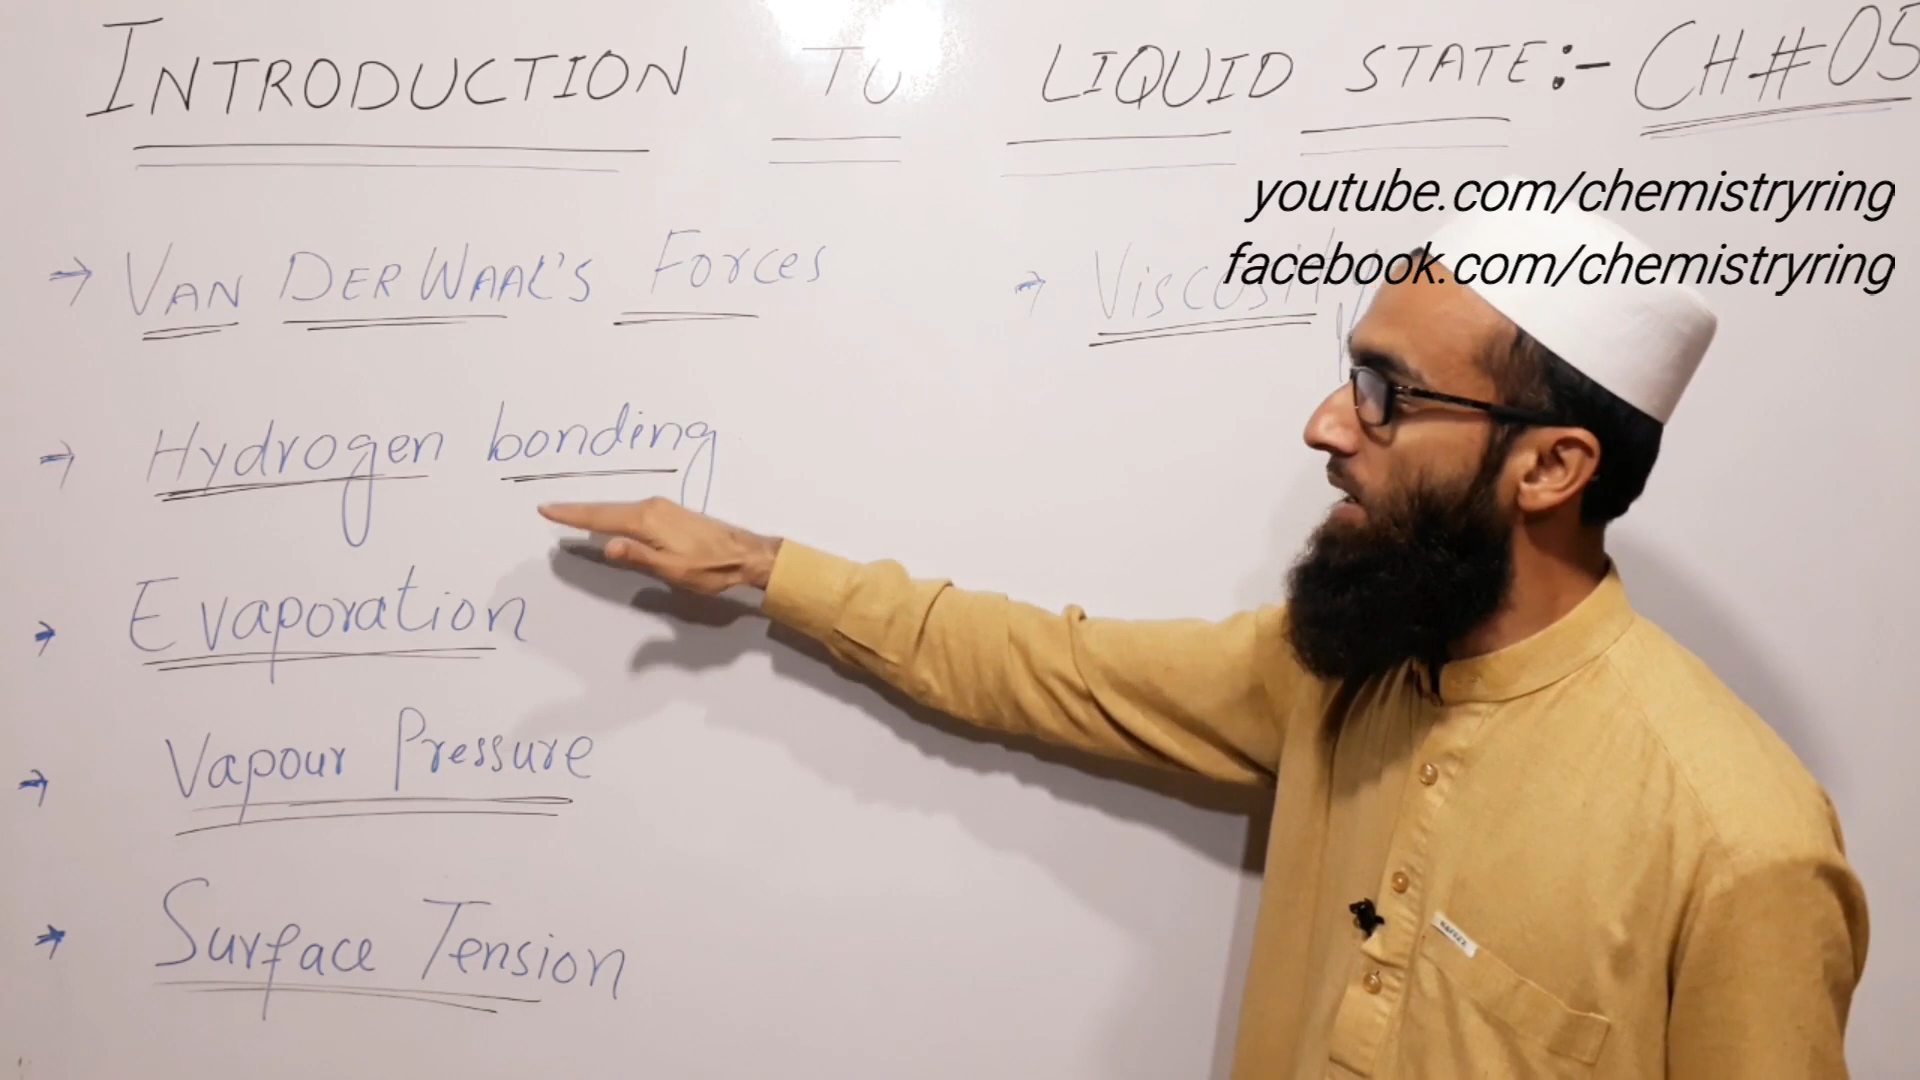 INTRODUCTION TO LIQUID STATE:- CH#05
youtube.com/chemistryring
facebook.com/chemistryring
→ VAN DER WAAL'S Forces
→ Viscosity
→ Hydrogen bonding
→ Evaporation
→ Vapour Pressure
→ Surface Tension